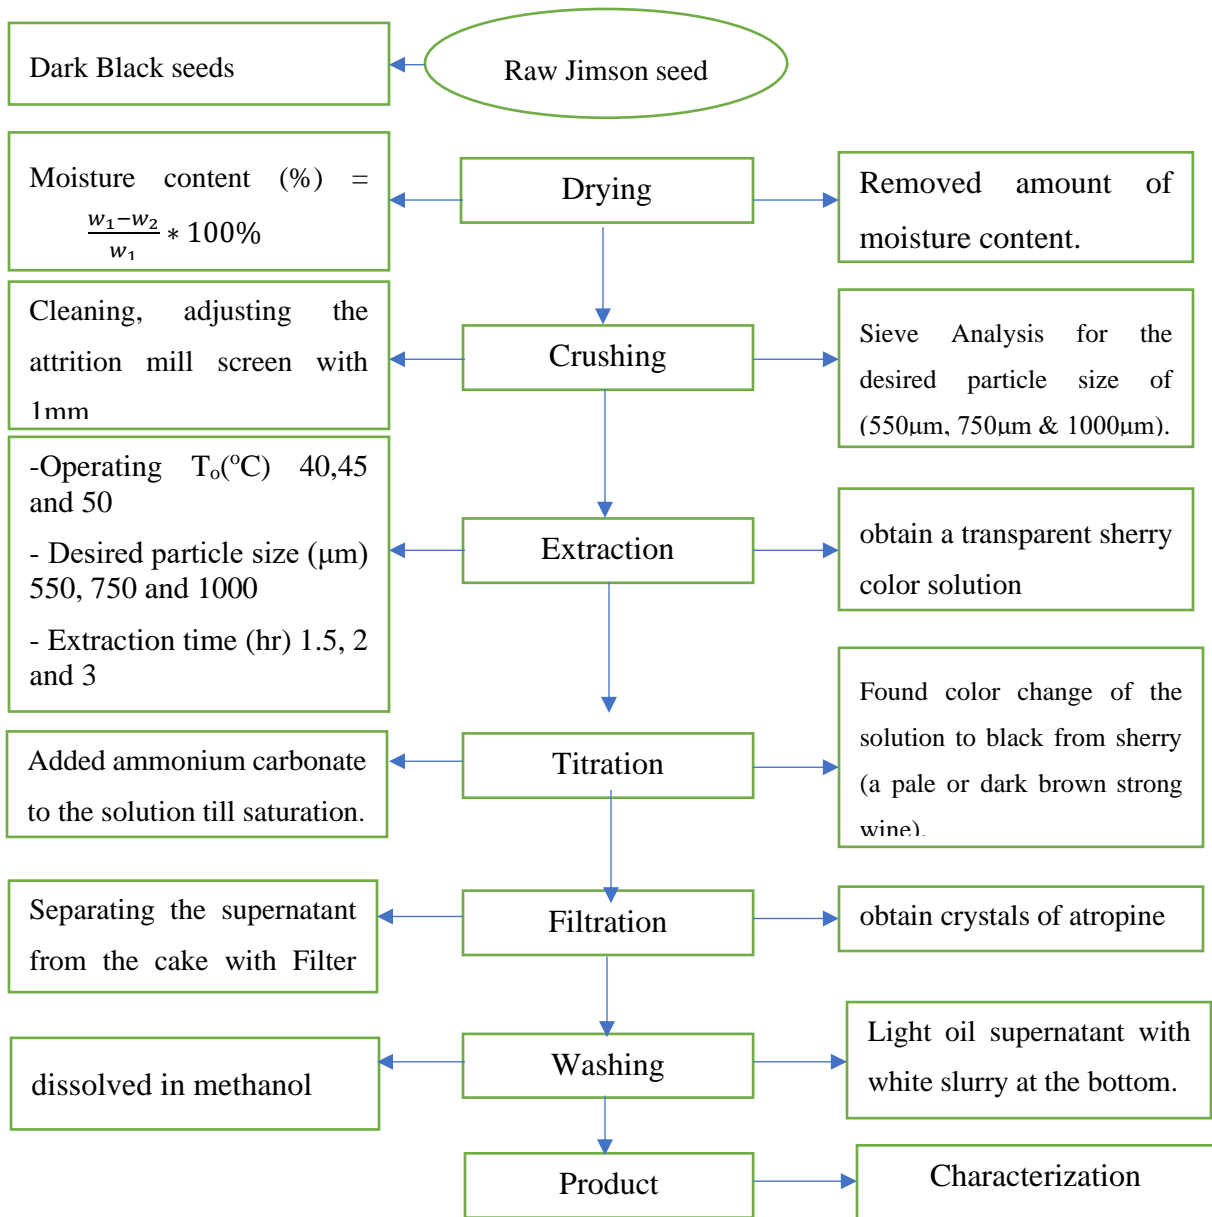 Dark Black seeds
Raw Jimson seed
Moisture content (%) =
w₁−w₂
w₁
∗ 100%
Drying
Removed amount of
moisture content.
Cleaning, adjusting the
attrition mill screen with
1mm
Crushing
Sieve Analysis for the
desired particle size of
(550μm, 750μm & 1000μm).
-Operating Tₒ(ᵒC) 40,45
and 50
- Desired particle size (μm)
550, 750 and 1000
- Extraction time (hr) 1.5, 2
and 3
Extraction
obtain a transparent sherry
color solution
Added ammonium carbonate
to the solution till saturation.
Titration
Found color change of the
solution to black from sherry
(a pale or dark brown strong
wine).
Separating the supernatant
from the cake with Filter
Filtration
obtain crystals of atropine
dissolved in methanol
Washing
Light oil supernatant with
white slurry at the bottom.
Product
Characterization